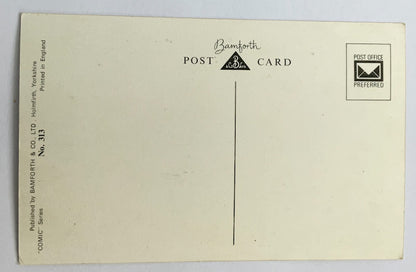 Bamforth
POST CARD
B
POST OFFICE
PREFERRED
Published by BAMFORTH & CO., LTD · Holmfirth, Yorkshire
"COMIC" Series No. 313 Printed in England